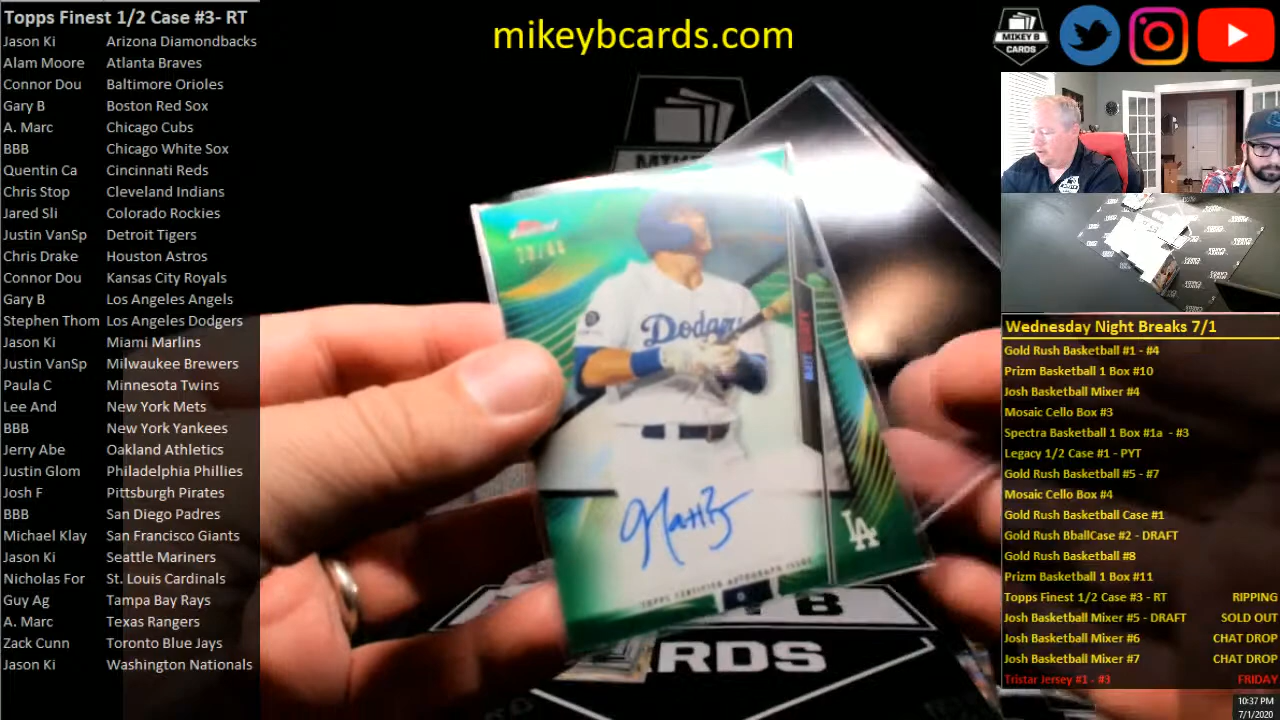 Topps Finest 1/2 Case #3- RT
Jason Ki Arizona Diamondbacks
Alam Moore Atlanta Braves
Connor Dou Baltimore Orioles
Gary B Boston Red Sox
A. Marc Chicago Cubs
BBB Chicago White Sox
Quentin Ca Cincinnati Reds
Chris Stop Cleveland Indians
Jared Sli Colorado Rockies
Justin VanSp Detroit Tigers
Chris Drake Houston Astros
Connor Dou Kansas City Royals
Gary B Los Angeles Angels
Stephen Thom Los Angeles Dodgers
Jason Ki Miami Marlins
Justin VanSp Milwaukee Brewers
Paula C Minnesota Twins
Lee And New York Mets
BBB New York Yankees
Jerry Abe Oakland Athletics
Justin Glom Philadelphia Phillies
Josh F Pittsburgh Pirates
BBB San Diego Padres
Michael Klay San Francisco Giants
Jason Ki Seattle Mariners
Nicholas For St. Louis Cardinals
Guy Ag Tampa Bay Rays
A. Marc Texas Rangers
Zack Cunn Toronto Blue Jays
Jason Ki Washington Nationals
mikeybcards.com
Dodgers
LA
TOPPS CERTIFIED AUTOGRAPH ISSUE
RDS
MIKEY B
CARDS
Wednesday Night Breaks 7/1
Gold Rush Basketball #1 - #4
Prizm Basketball 1 Box #10
Josh Basketball Mixer #4
Mosaic Cello Box #3
Spectra Basketball 1 Box #1a - #3
Legacy 1/2 Case #1 - PYT
Gold Rush Basketball #5 - #7
Mosaic Cello Box #4
Gold Rush Basketball Case #1
Gold Rush BballCase #2 - DRAFT
Gold Rush Basketball #8
Prizm Basketball 1 Box #11
Topps Finest 1/2 Case #3 - RT RIPPING
Josh Basketball Mixer #5 - DRAFT SOLD OUT
Josh Basketball Mixer #6 CHAT DROP
Josh Basketball Mixer #7 CHAT DROP
Tristar Jersey #1 - #3 FRIDAY
10:37 PM
7/1/2020